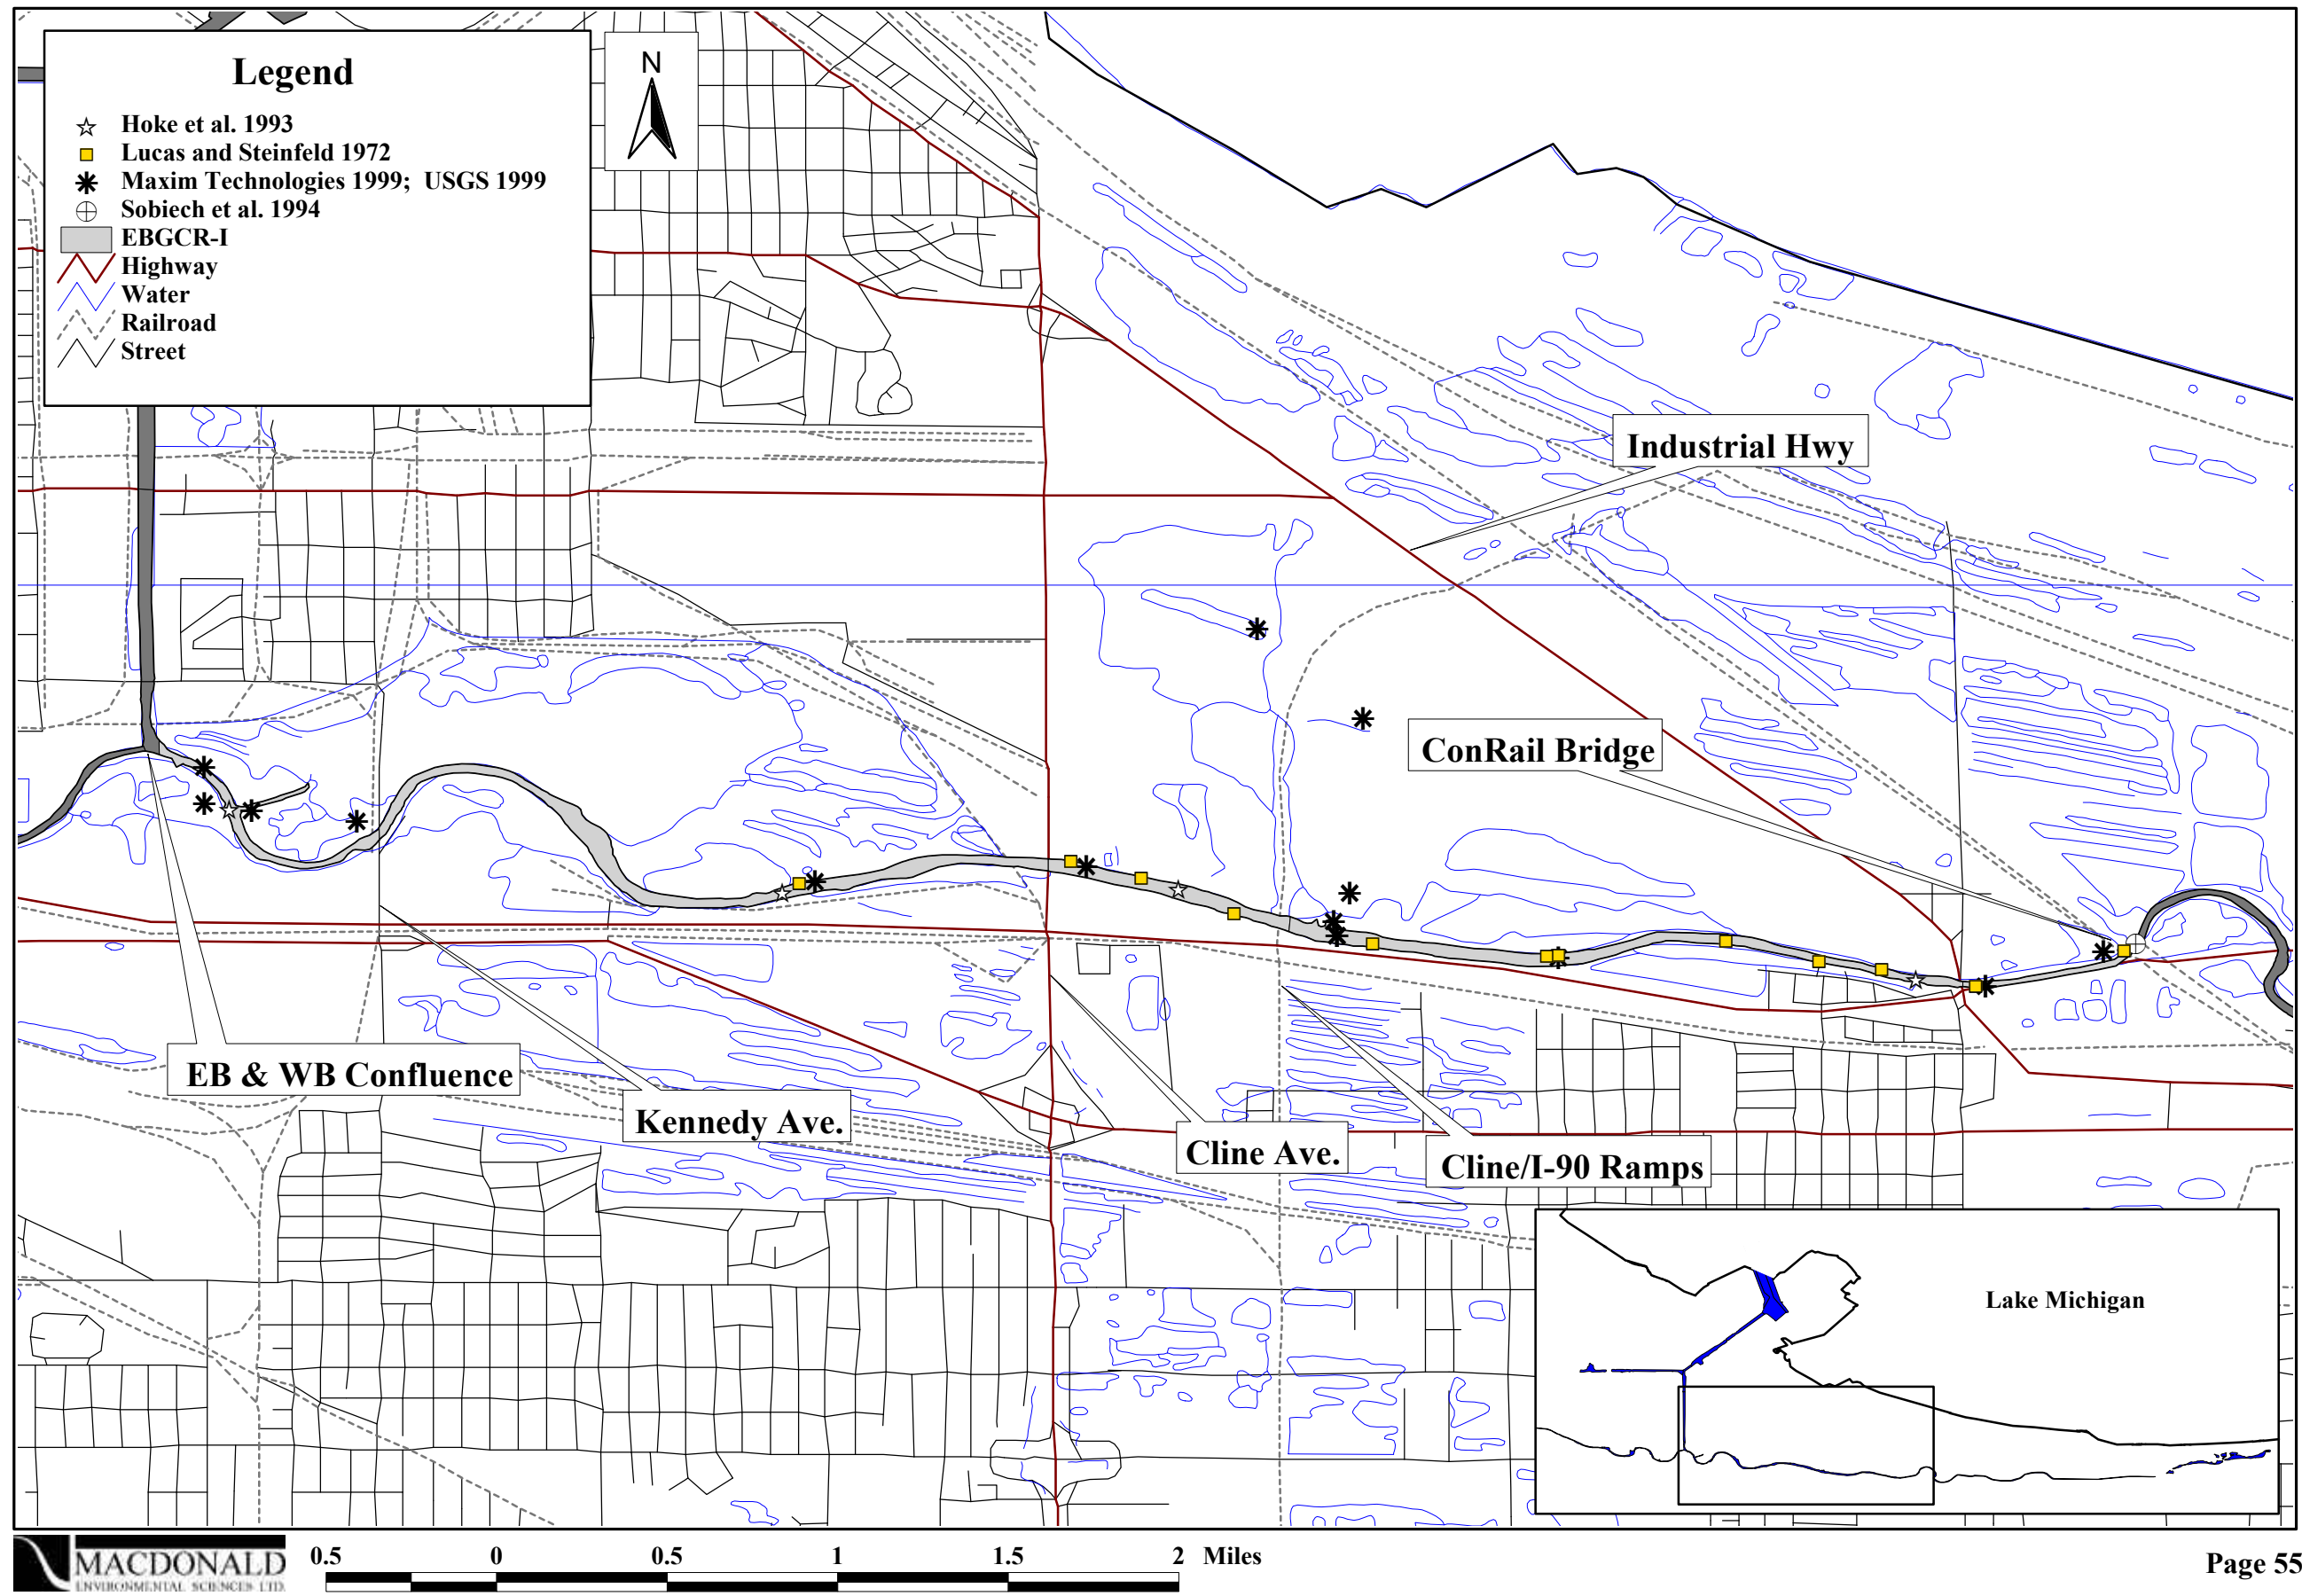 Legend
Hoke et al. 1993
Lucas and Steinfeld 1972
Maxim Technologies 1999; USGS 1999
Sobiech et al. 1994
EBGCR-I
Highway
Water
Railroad
Street
N
Industrial Hwy
ConRail Bridge
EB & WB Confluence
Kennedy Ave.
Cline Ave.
Cline/I-90 Ramps
Lake Michigan
MACDONALD
ENVIRONMENTAL SCIENCES LTD.
0.5 0 0.5 1 1.5 2 Miles
Page 55